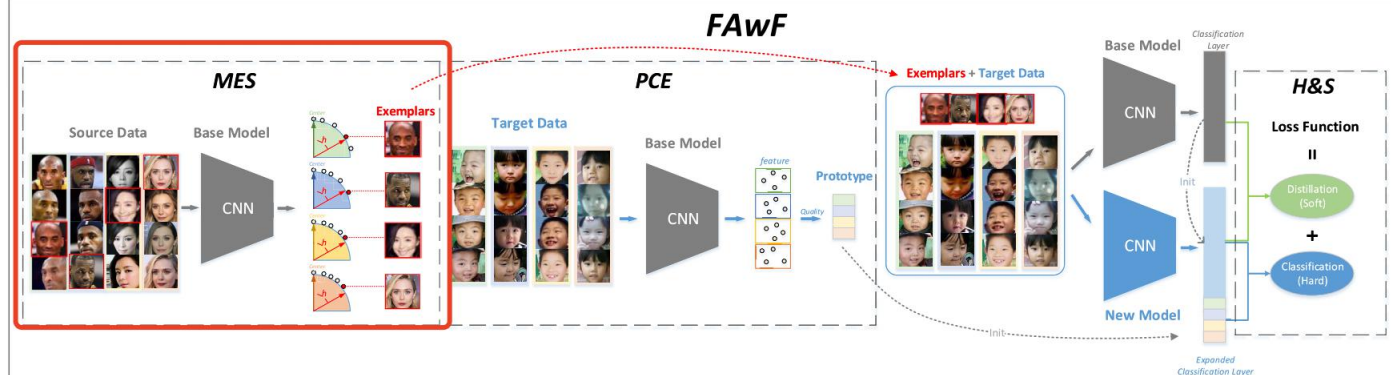 FAwF
MES
Source Data
Base Model
CNN
Exemplars
PCE
Target Data
Base Model
CNN
feature
Quality
Prototype
Exemplars + Target Data
Base Model
CNN
Classification
Layer
Init
CNN
New Model
Init
Expanded
Classification Layer
H&S
Loss Function
=
Distillation
(Soft)
+
Classification
(Hard)